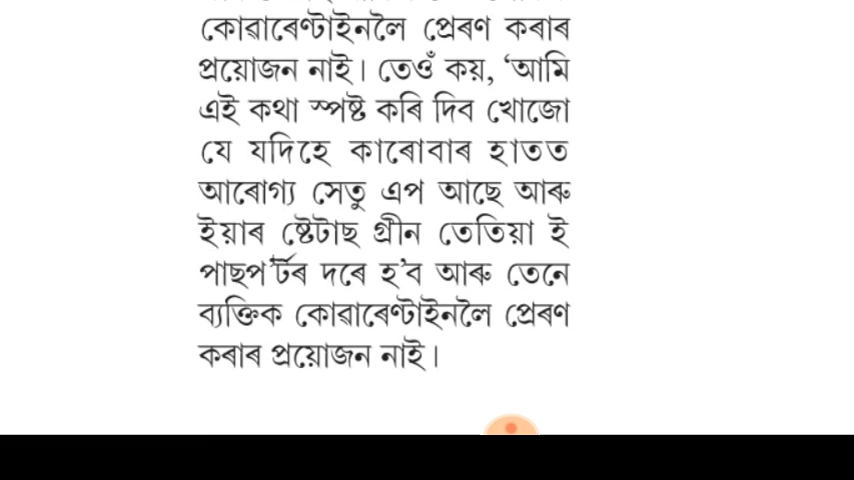 কোৱাৰেণ্টাইনলৈ প্ৰেৰণ কৰাৰ
প্ৰয়োজন নাই। তেওঁ কয়, ‘আমি
এই কথা স্পষ্ট কৰি দিব খোজো
যে যদিহে কাৰোবাৰ হাতত
আৰোগ্য সেতু এপ আছে আৰু
ইয়াৰ ষ্টেটাছ গ্ৰীন তেতিয়া ই
পাছপ'ৰ্টৰ দৰে হ'ব আৰু তেনে
ব্যক্তিক কোৱাৰেণ্টাইনলৈ প্ৰেৰণ
কৰাৰ প্ৰয়োজন নাই।